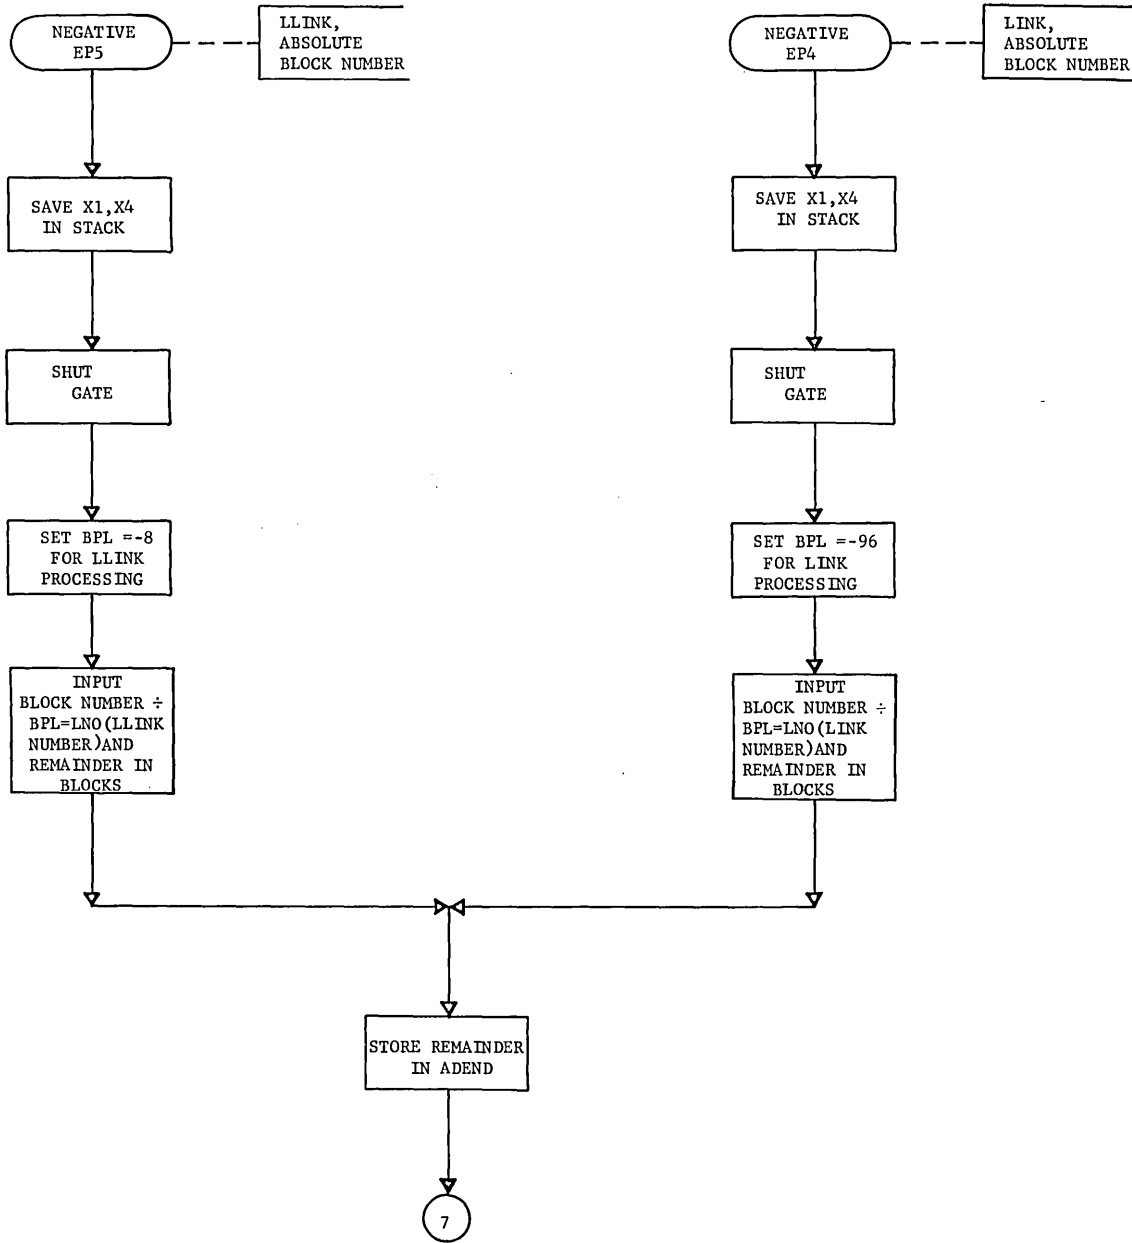 NEGATIVE
EP5
LLINK,
ABSOLUTE
BLOCK NUMBER
SAVE X1,X4
IN STACK
SHUT
GATE
SET BPL =-8
FOR LLINK
PROCESSING
INPUT
BLOCK NUMBER ÷
BPL=LNO(LLINK
NUMBER)AND
REMAINDER IN
BLOCKS
NEGATIVE
EP4
LINK,
ABSOLUTE
BLOCK NUMBER
SAVE X1,X4
IN STACK
SHUT
GATE
SET BPL =-96
FOR LINK
PROCESSING
INPUT
BLOCK NUMBER ÷
BPL=LNO(LINK
NUMBER)AND
REMAINDER IN
BLOCKS
STORE REMAINDER
IN ADEND
7